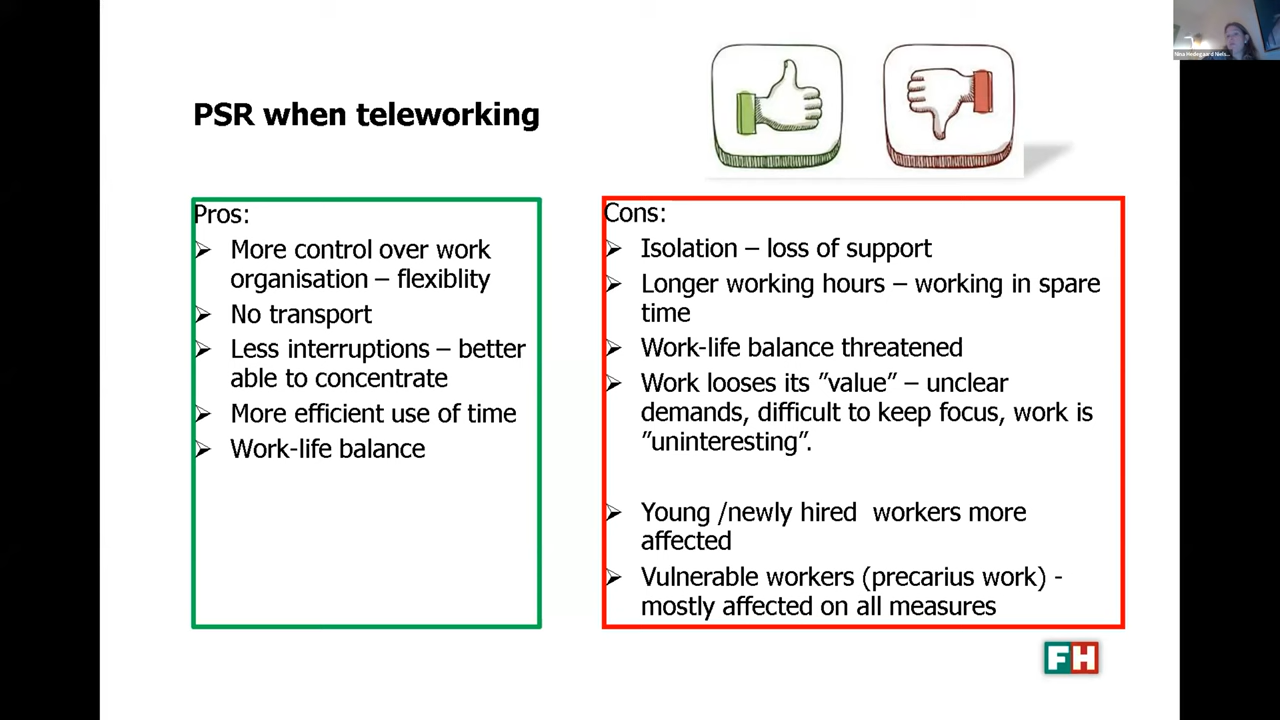 PSR when teleworking
Pros:
➢ More control over work
organisation – flexiblity
➢ No transport
➢ Less interruptions – better
able to concentrate
➢ More efficient use of time
➢ Work-life balance
Cons:
➢ Isolation – loss of support
➢ Longer working hours – working in spare
time
➢ Work-life balance threatened
➢ Work looses its ”value” – unclear
demands, difficult to keep focus, work is
”uninteresting”.
➢ Young /newly hired workers more
affected
➢ Vulnerable workers (precarius work) -
mostly affected on all measures
FH
Nina Hedegaard Niels...